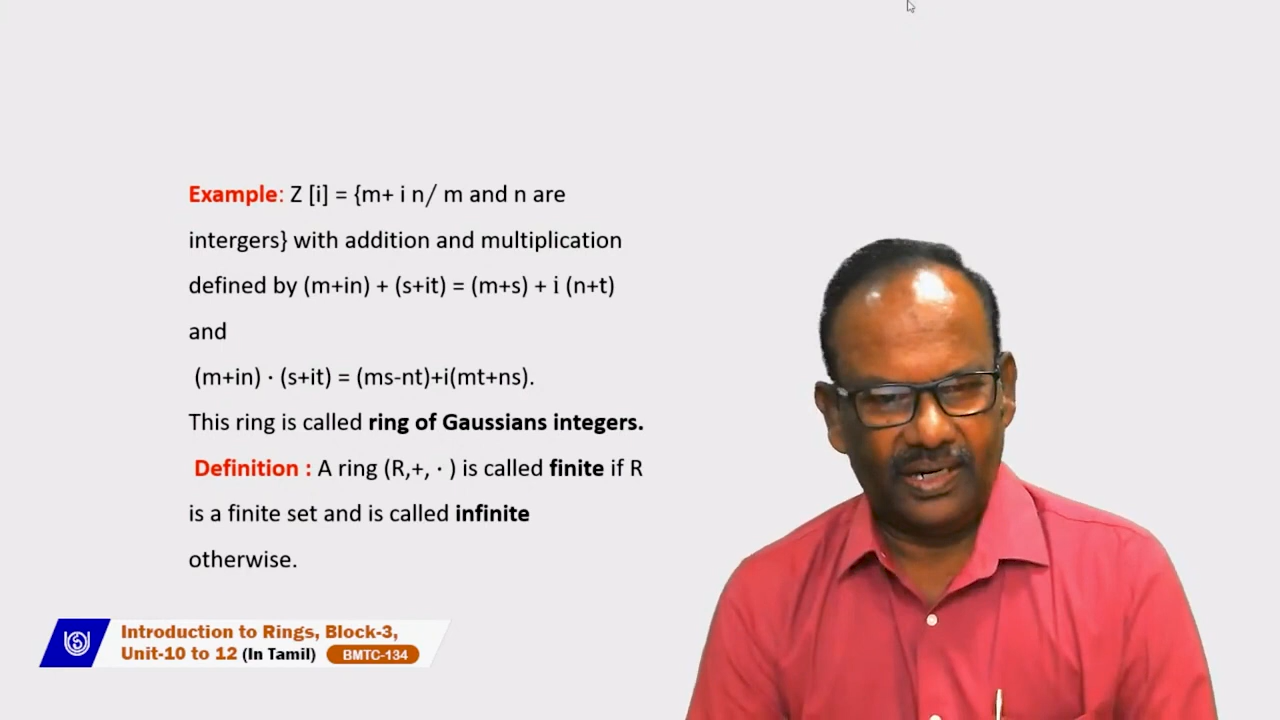 Example: Z [i] = {m+ i n/ m and n are
intergers} with addition and multiplication
defined by (m+in) + (s+it) = (m+s) + i (n+t)
and
(m+in) · (s+it) = (ms-nt)+i(mt+ns).
This ring is called ring of Gaussians integers.
Definition : A ring (R,+, · ) is called finite if R
is a finite set and is called infinite
otherwise.
Introduction to Rings, Block-3,
Unit-10 to 12 (In Tamil) BMTC-134